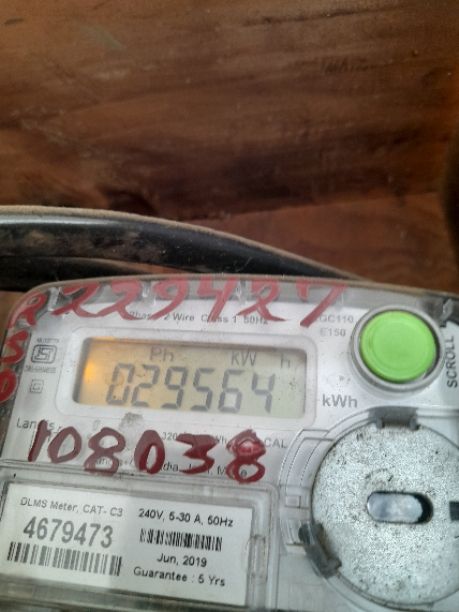 2229427
Phase 2 Wire Class 1 50Hz
GC110
E150
SCROLL
Ph kW h
029564
kWh
108038
DLMS Meter, CAT- C3
4679473
240V, 5-30 A, 50Hz
Jun, 2019
Guarantee : 5 Yrs